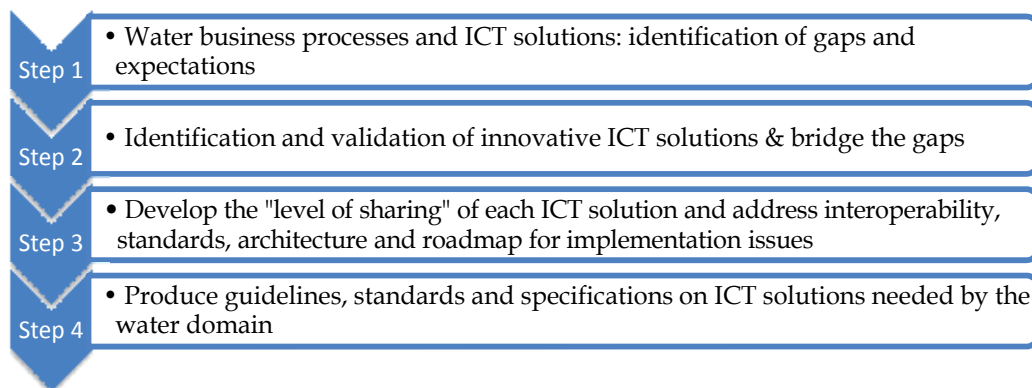 Step 1
• Water business processes and ICT solutions: identification of gaps and
expectations
Step 2
• Identification and validation of innovative ICT solutions & bridge the gaps
Step 3
• Develop the "level of sharing" of each ICT solution and address interoperability,
standards, architecture and roadmap for implementation issues
Step 4
• Produce guidelines, standards and specifications on ICT solutions needed by the
water domain